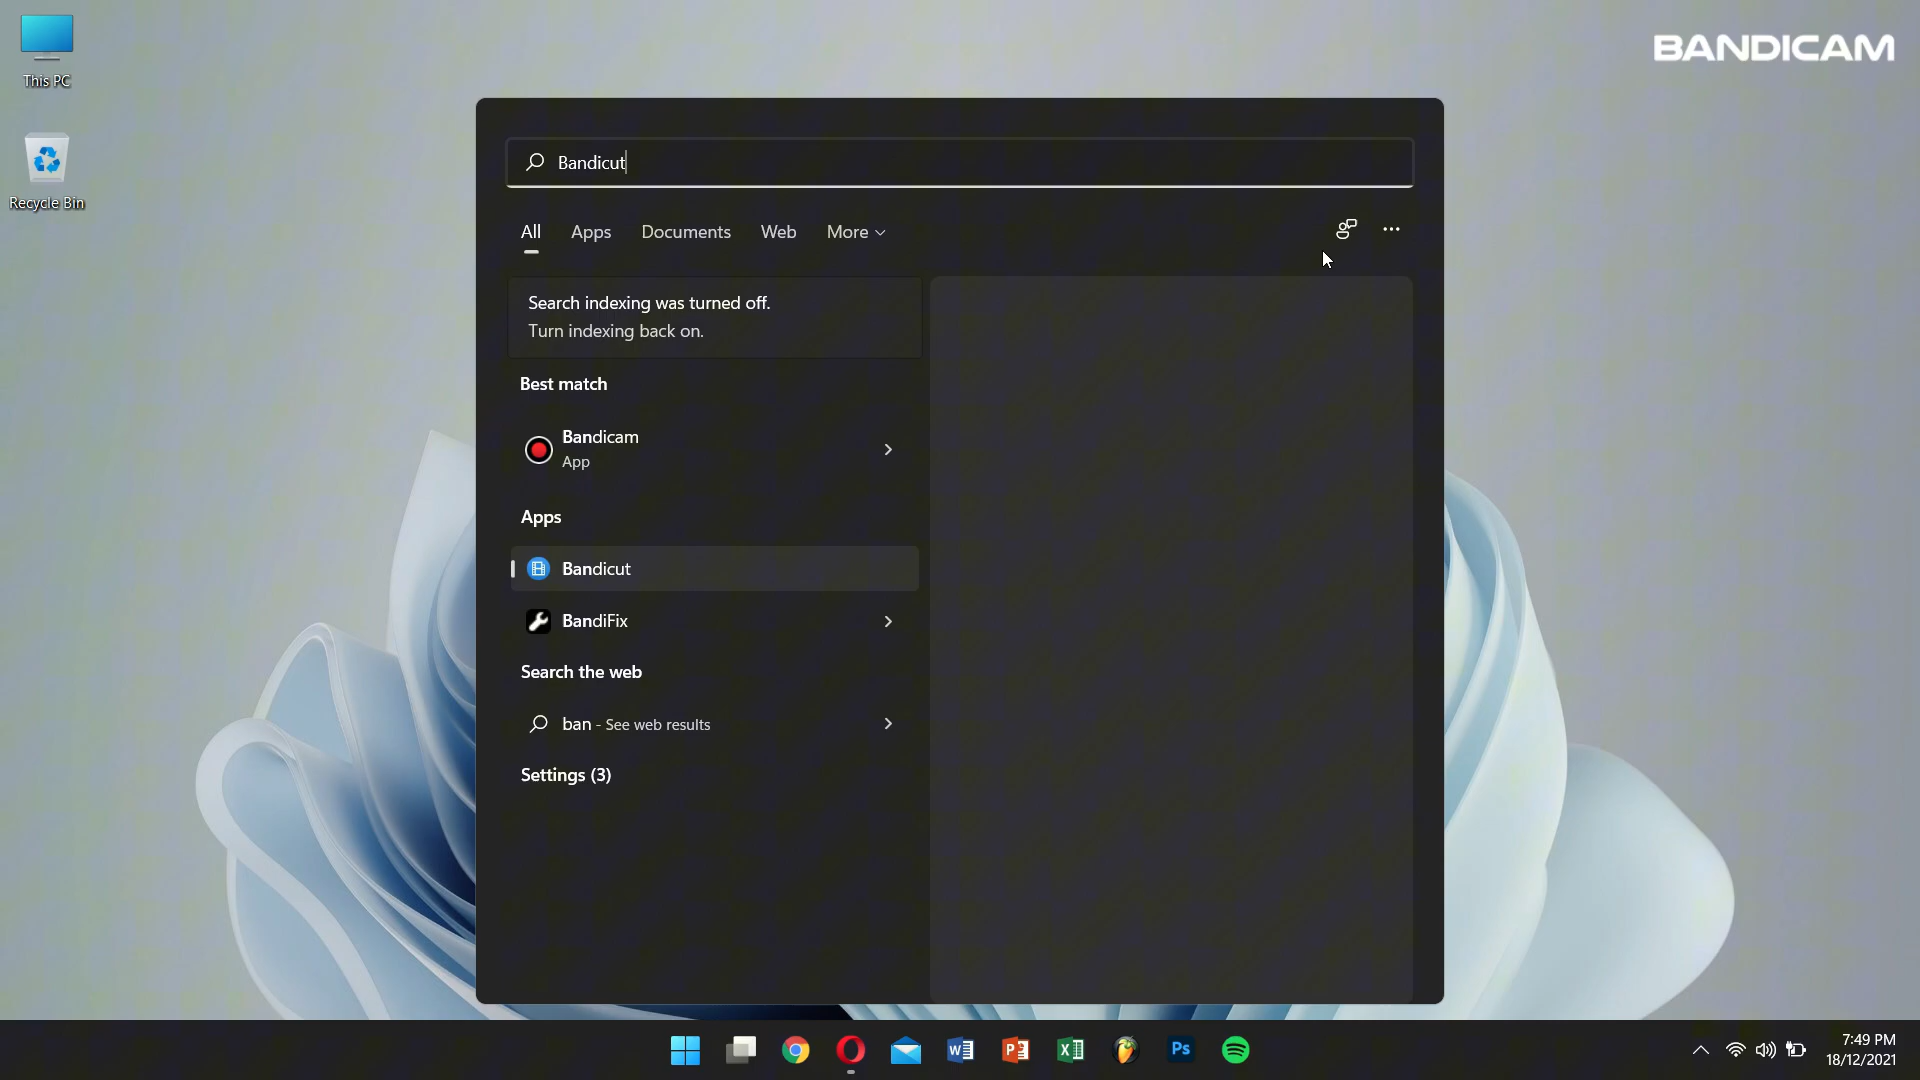 This PC
Recycle Bin
BANDICAM
Bandicut
All Apps Documents Web More
Search indexing was turned off.
Turn indexing back on.
Best match
Bandicam
App
Apps
Bandicut
BandiFix
Search the web
ban - See web results
Settings (3)
W
P
X
Ps
7:49 PM
18/12/2021